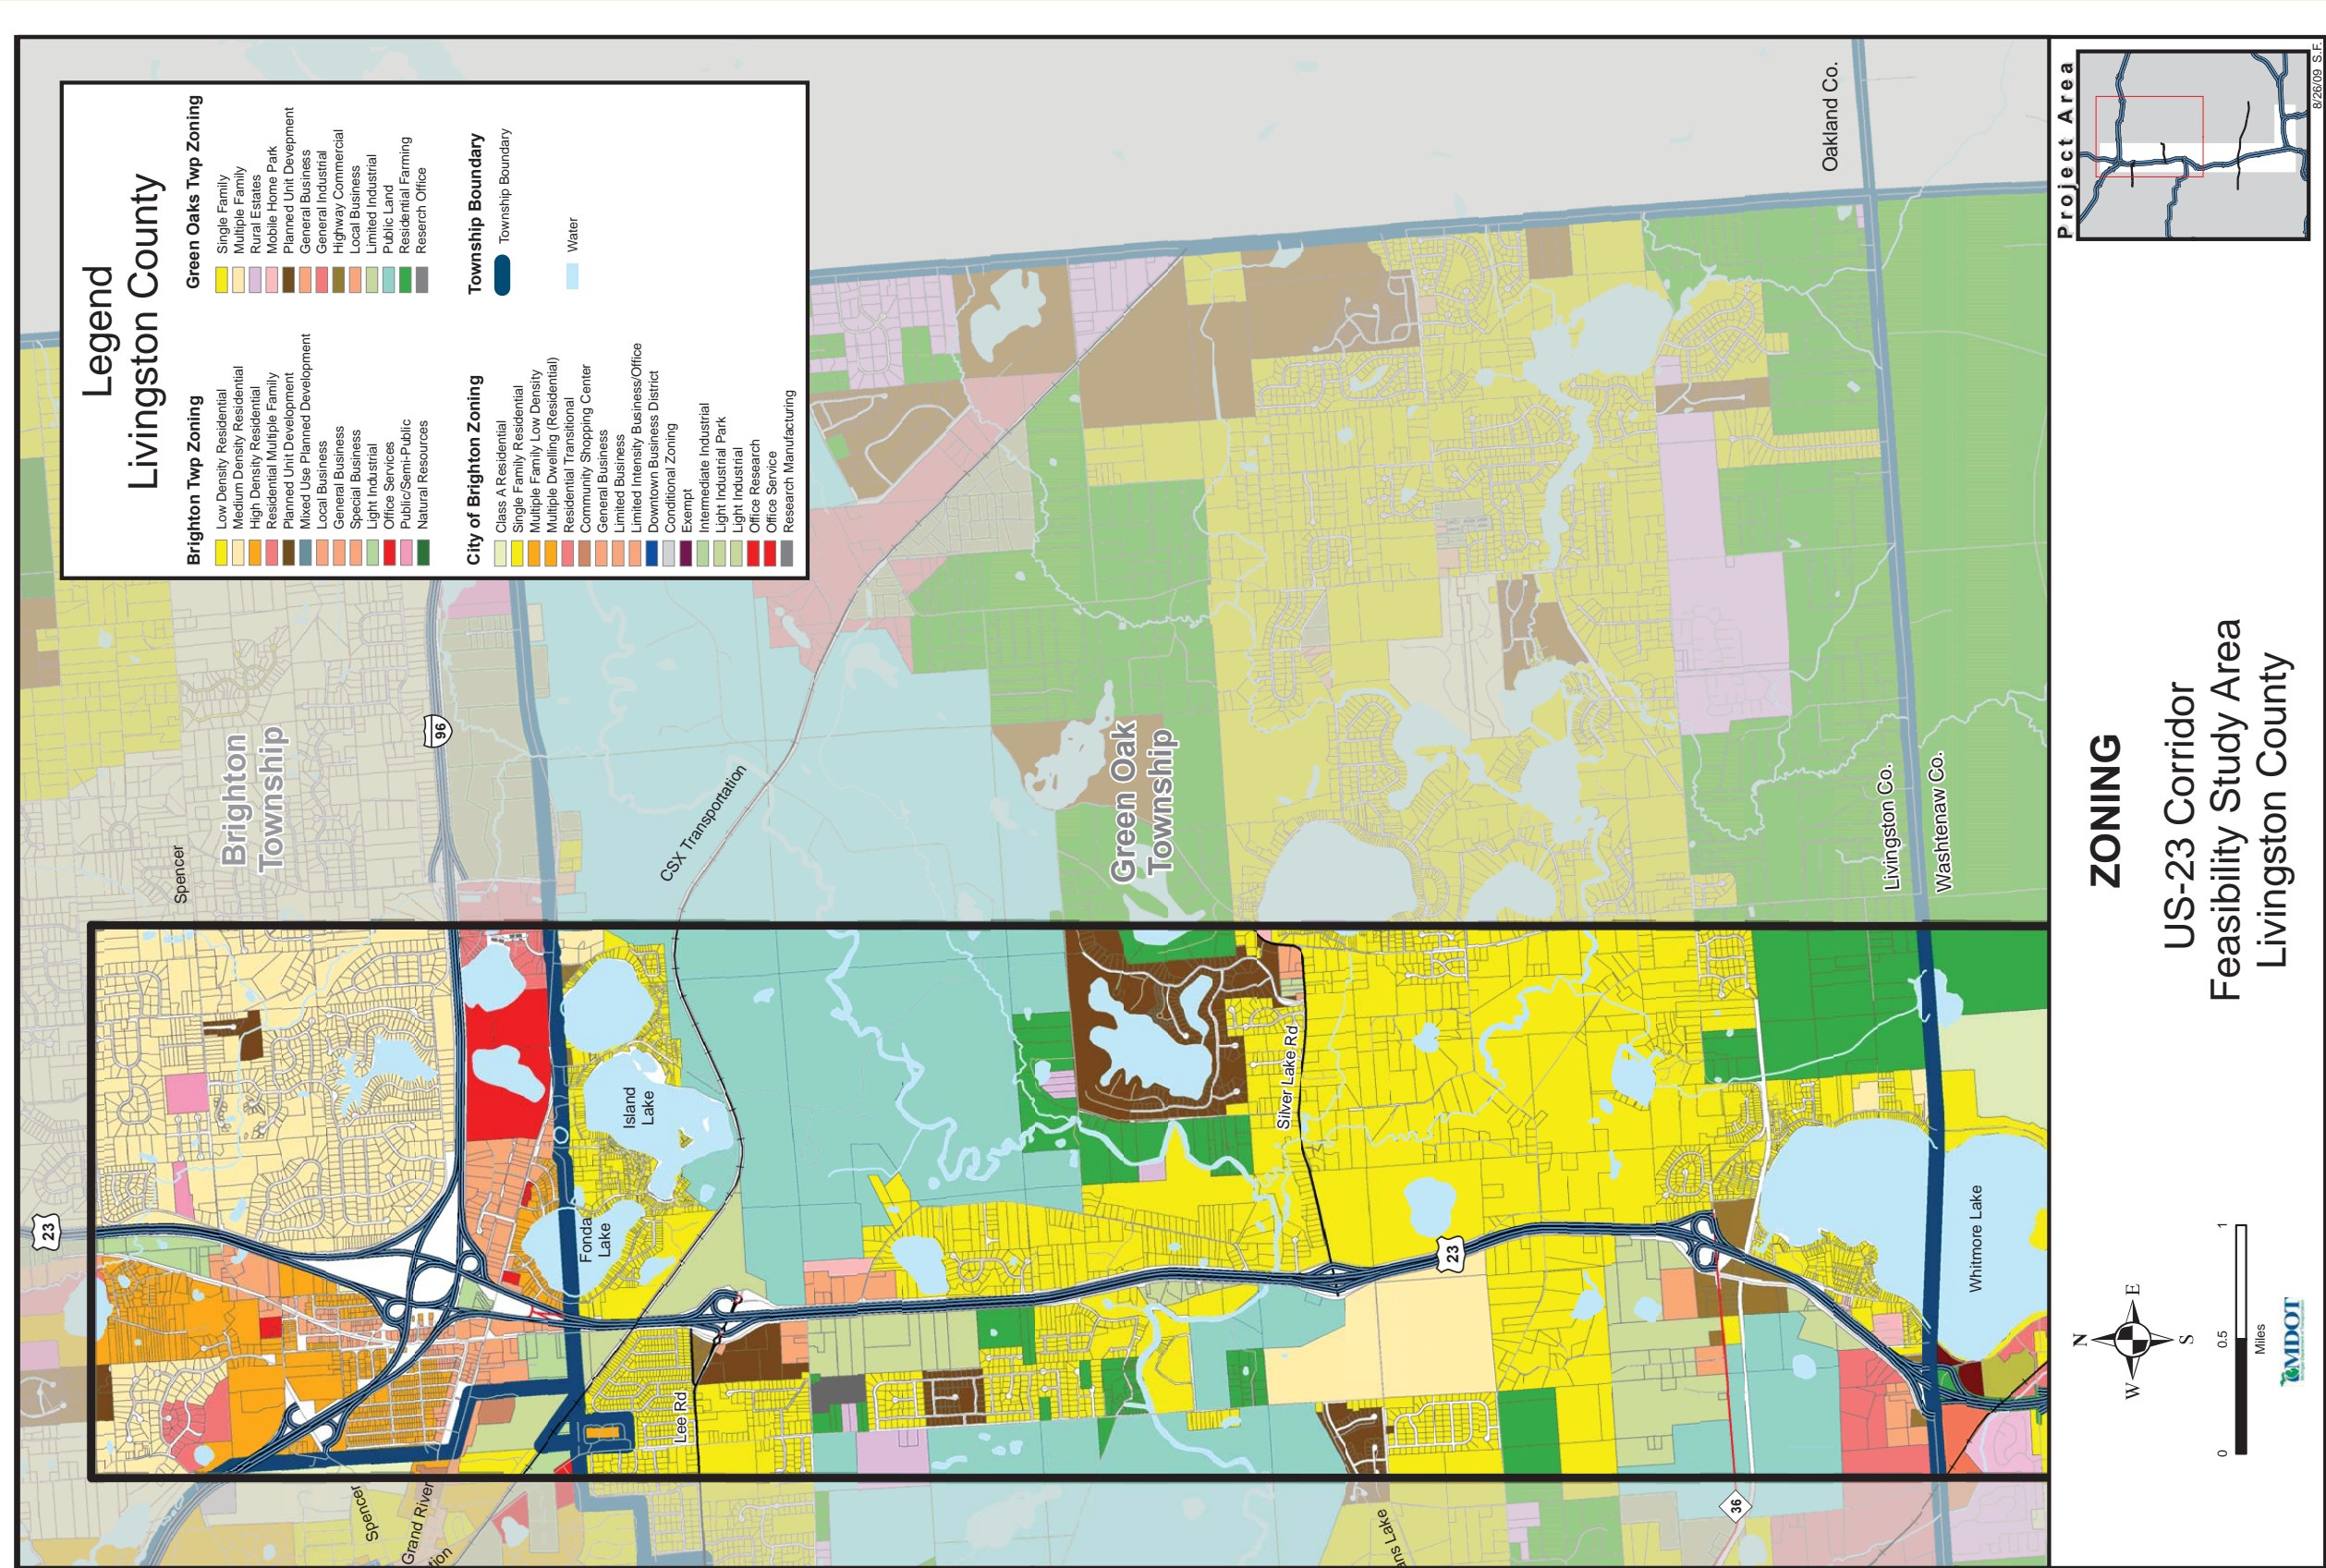 Legend
Livingston County
Brighton Twp Zoning
Low Density Residential
Medium Density Residential
High Density Residential
Residential Multiple Family
Planned Unit Development
Mixed Use Planned Development
Local Business
General Business
Special Business
Light Industrial
Office Services
Public/Semi-Public
Natural Resources
Green Oaks Twp Zoning
Single Family
Multiple Family
Rural Estates
Mobile Home Park
Planned Unit Devepment
General Business
General Industrial
Highway Commercial
Local Business
Limited Industrial
Public Land
Residential Farming
Reserch Office
City of Brighton Zoning
Class A Residential
Single Family Residential
Multiple Family Low Density
Multiple Dwelling (Residential)
Residential Transitional
Community Shopping Center
General Business
Limited Business
Limited Intensity Business/Office
Downtown Business District
Conditional Zoning
Exempt
Intermediate Industrial
Light Industrial Park
Light Industrial
Office Research
Office Service
Research Manufacturing
Township Boundary
Township Boundary
Water
Spencer
Brighton
Township
96
23
CSX Transportation
Green Oak
Township
Oakland Co.
Livingston Co.
Washtenaw Co.
Island
Lake
Fonda
Lake
Silver Lake Rd
Lee Rd
23
Whitmore Lake
36
Spencer
Grand River
tion
ans Lake
ZONING
US-23 Corridor
Feasibility Study Area
Livingston County
Project Area
8/26/09 S.F.
N
W
E
S
0
0.5
1
Miles
MDOT